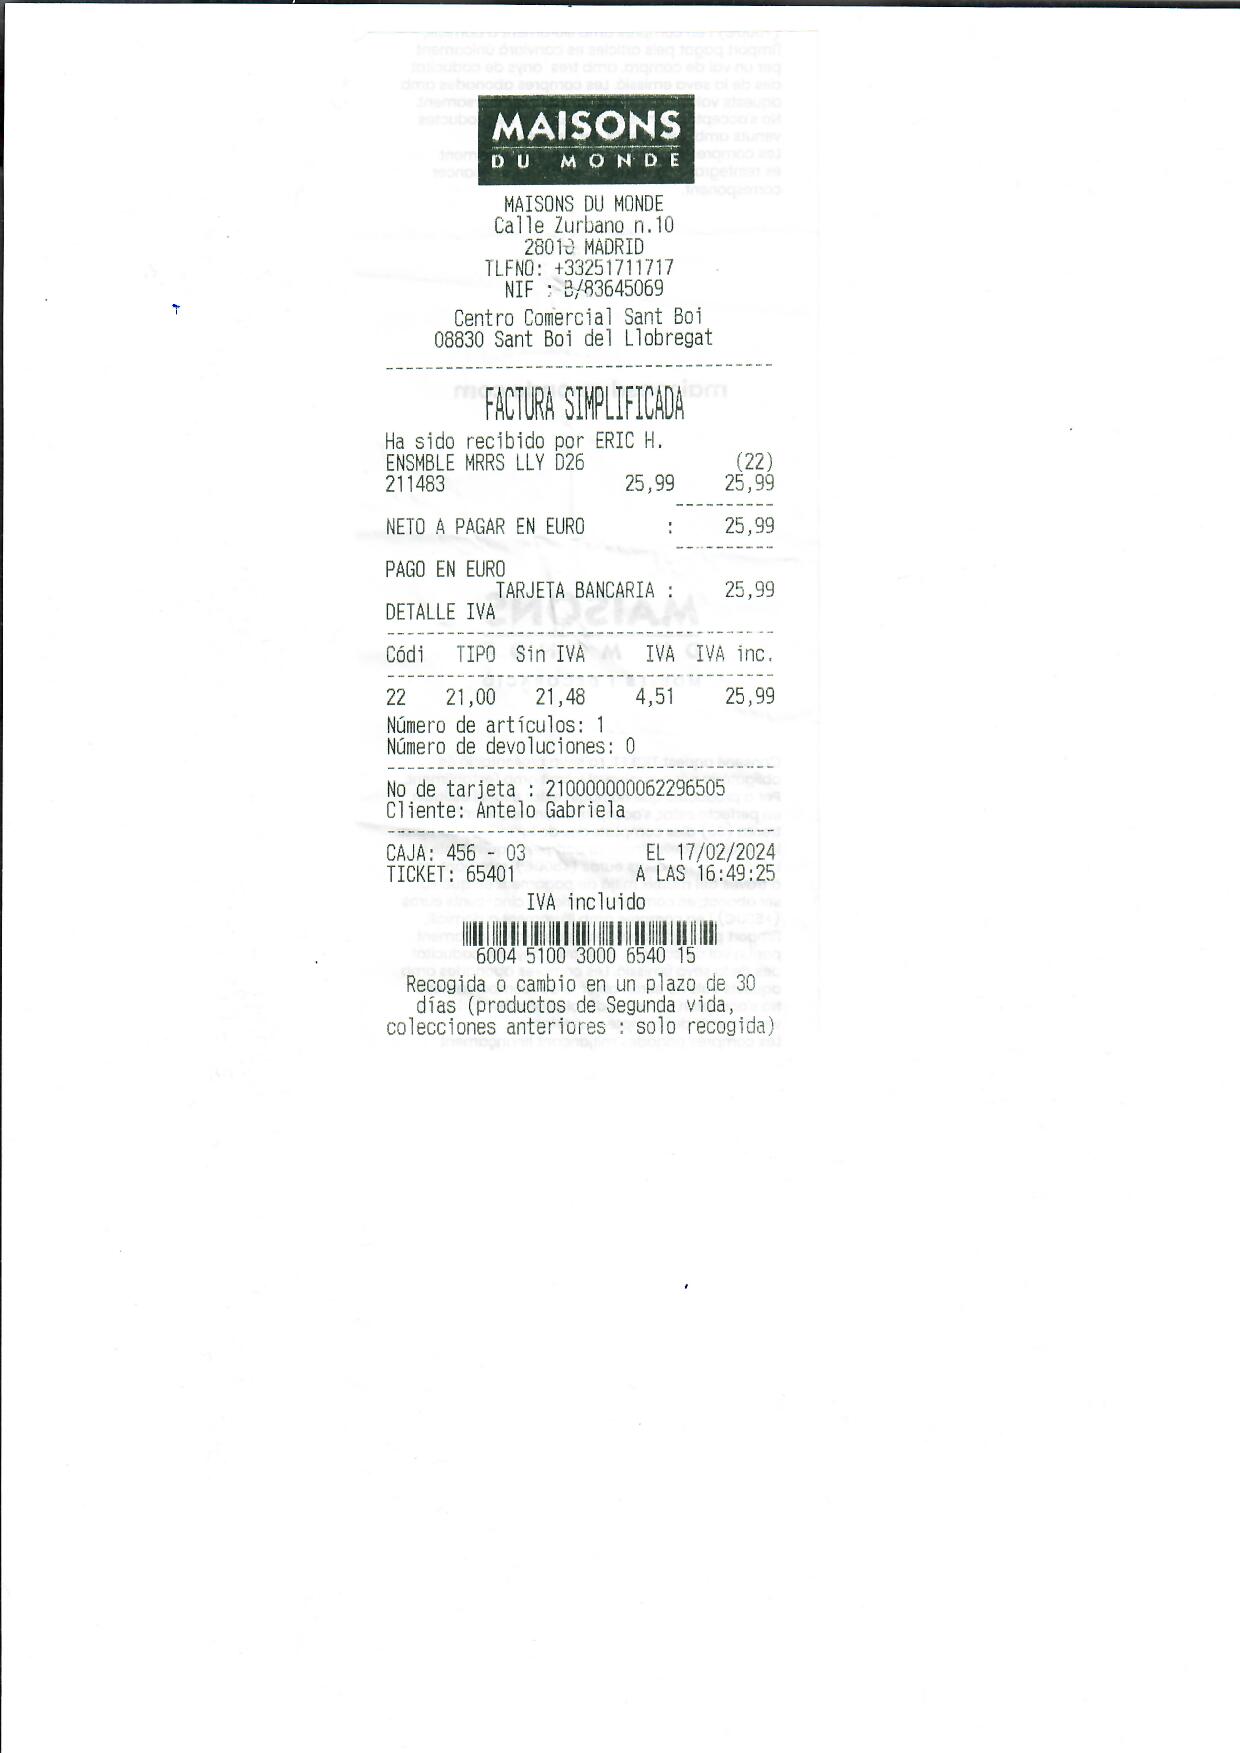 MAISONS
DU MONDE
MAISONS DU MONDE
Calle Zurbano n.10
28010 MADRID
TLFNO: +33251711717
NIF : B/83645069
Centro Comercial Sant Boi
08830 Sant Boi del Llobregat
FACTURA SIMPLIFICADA
Ha sido recibido por ERIC H.
ENSMBLE MRRS LLY D26 (22)
211483 25,99 25,99
NETO A PAGAR EN EURO : 25,99
PAGO EN EURO
TARJETA BANCARIA : 25,99
DETALLE IVA
Códi TIPO Sin IVA IVA IVA inc.
22 21,00 21,48 4,51 25,99
Número de artículos: 1
Número de devoluciones: 0
No de tarjeta : 210000000062296505
Cliente: Antelo Gabriela
CAJA: 456 - 03 EL 17/02/2024
TICKET: 65401 A LAS 16:49:25
IVA incluido
6004 5100 3000 6540 15
Recogida o cambio en un plazo de 30
días (productos de Segunda vida,
colecciones anteriores : solo recogida)